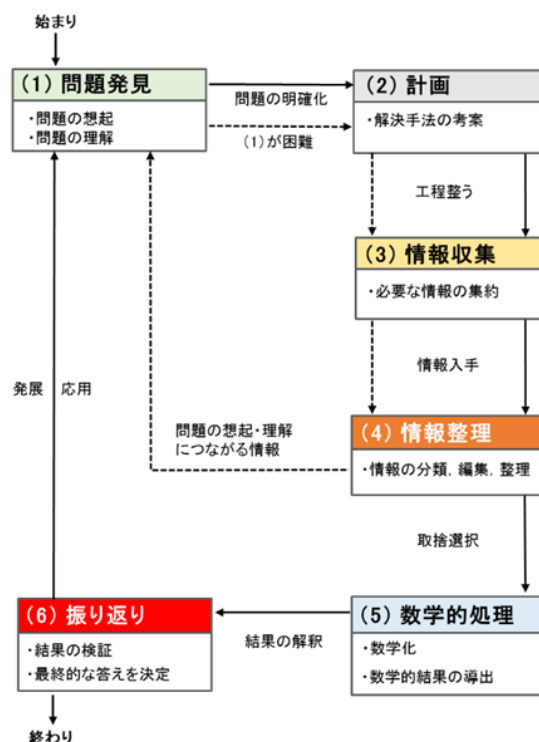 始まり
(1) 問題発見
・問題の想起
・問題の理解
問題の明確化
(1)が困難
(2) 計画
・解決手法の考案
工程整う
(3) 情報収集
・必要な情報の集約
情報入手
(4) 情報整理
・情報の分類，編集，整理
問題の想起・理解
につながる情報
発展
応用
取捨選択
(5) 数学的処理
・数学化
・数学的結果の導出
結果の解釈
(6) 振り返り
・結果の検証
・最終的な答えを決定
終わり